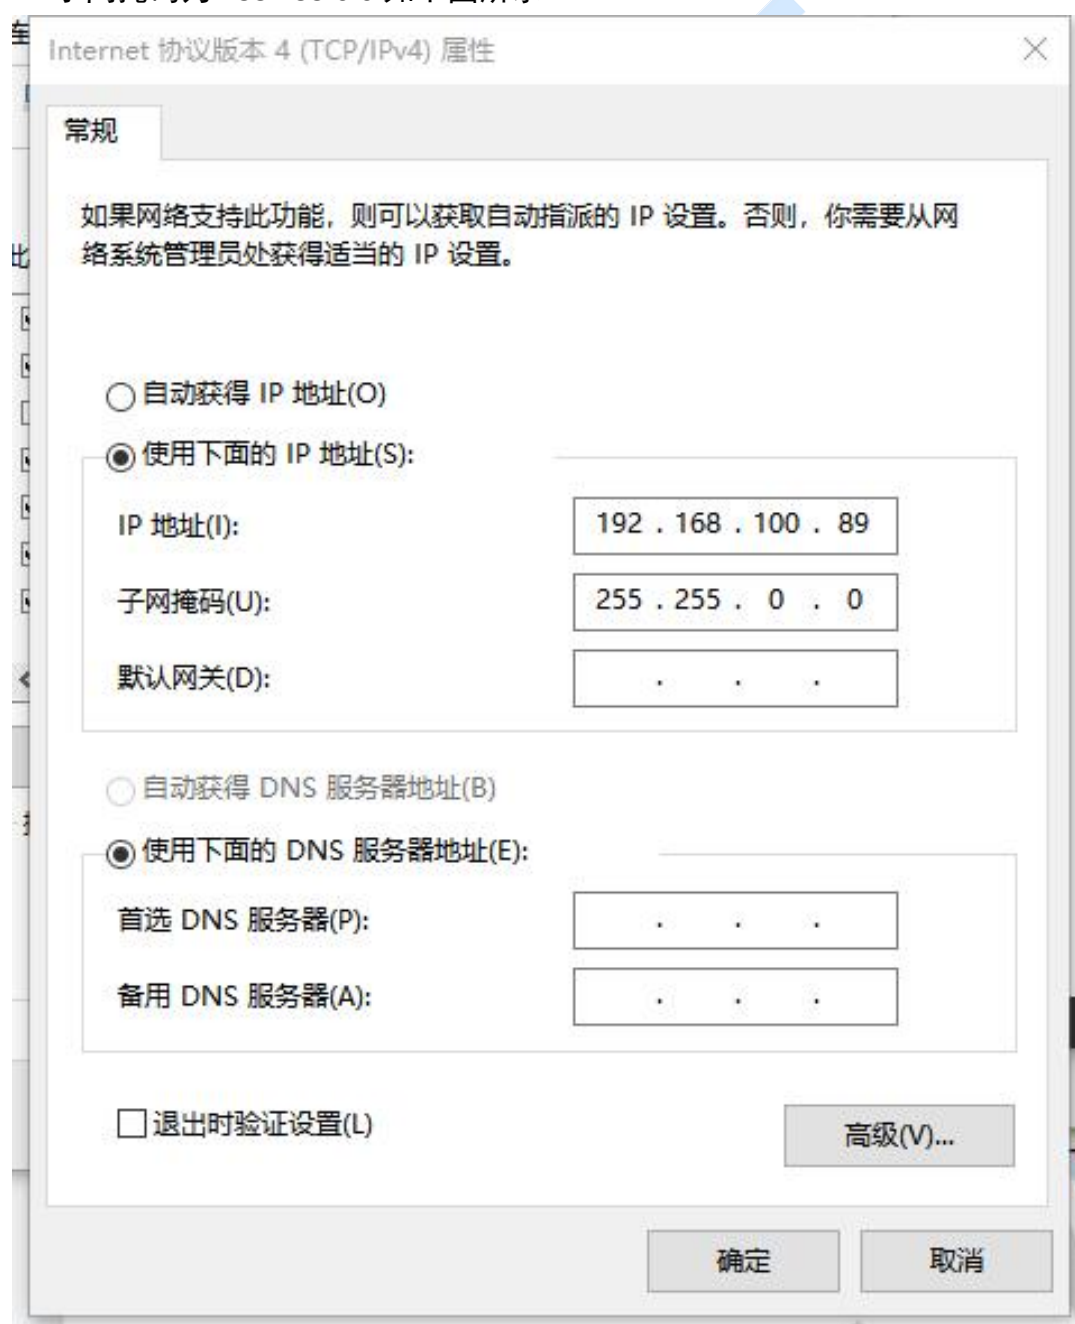 Internet 协议版本 4 (TCP/IPv4) 属性
常规
如果网络支持此功能，则可以获取自动指派的 IP 设置。否则，你需要从网
络系统管理员处获得适当的 IP 设置。
自动获得 IP 地址(O)
使用下面的 IP 地址(S):
IP 地址(I): 192 . 168 . 100 . 89
子网掩码(U): 255 . 255 . 0 . 0
默认网关(D): . . .
自动获得 DNS 服务器地址(B)
使用下面的 DNS 服务器地址(E):
首选 DNS 服务器(P): . . .
备用 DNS 服务器(A): . . .
退出时验证设置(L)
高级(V)...
确定 取消